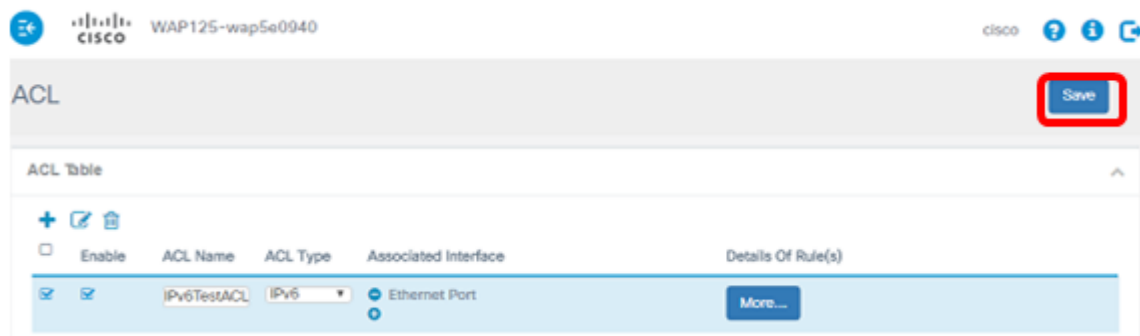 CISCO WAP125-wap5e0940 cisco
ACL Save
ACL Table
Enable ACL Name ACL Type Associated Interface Details Of Rule(s)
IPv6TestACL IPv6 Ethernet Port More...